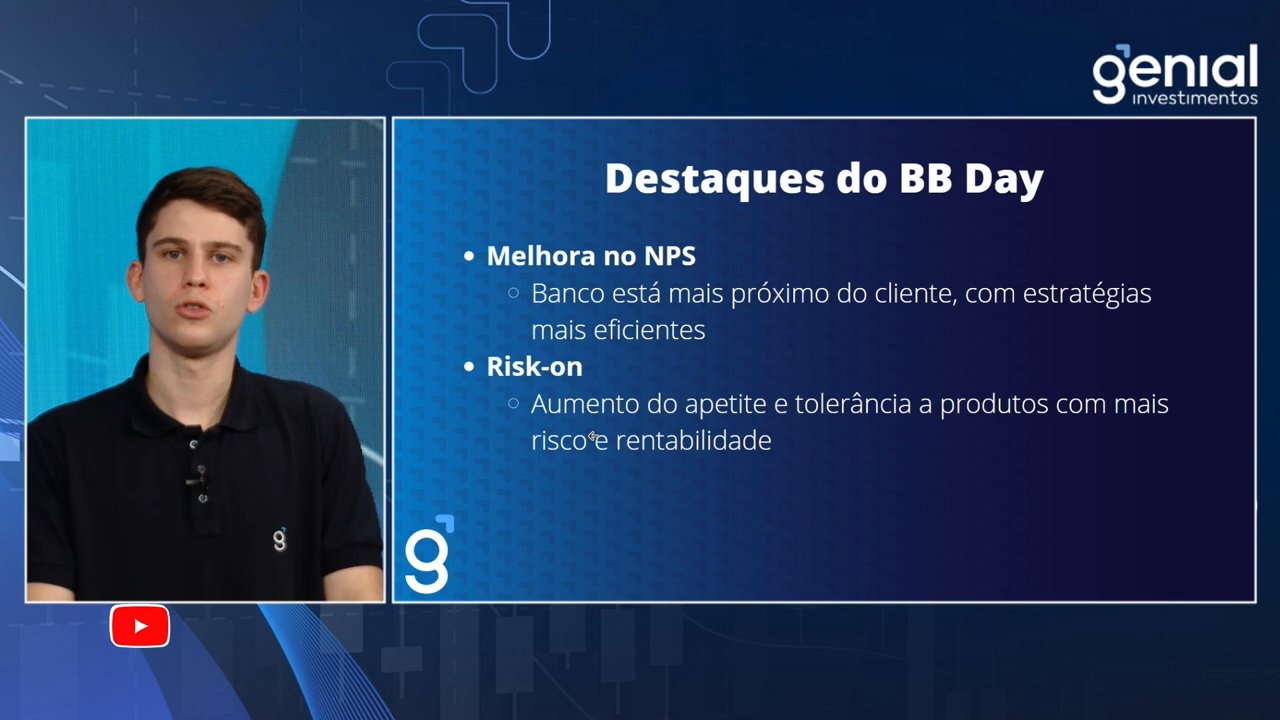 genial
investimentos
Destaques do BB Day
• Melhora no NPS
○ Banco está mais próximo do cliente, com estratégias
mais eficientes
• Risk-on
○ Aumento do apetite e tolerância a produtos com mais
risco e rentabilidade
g
g